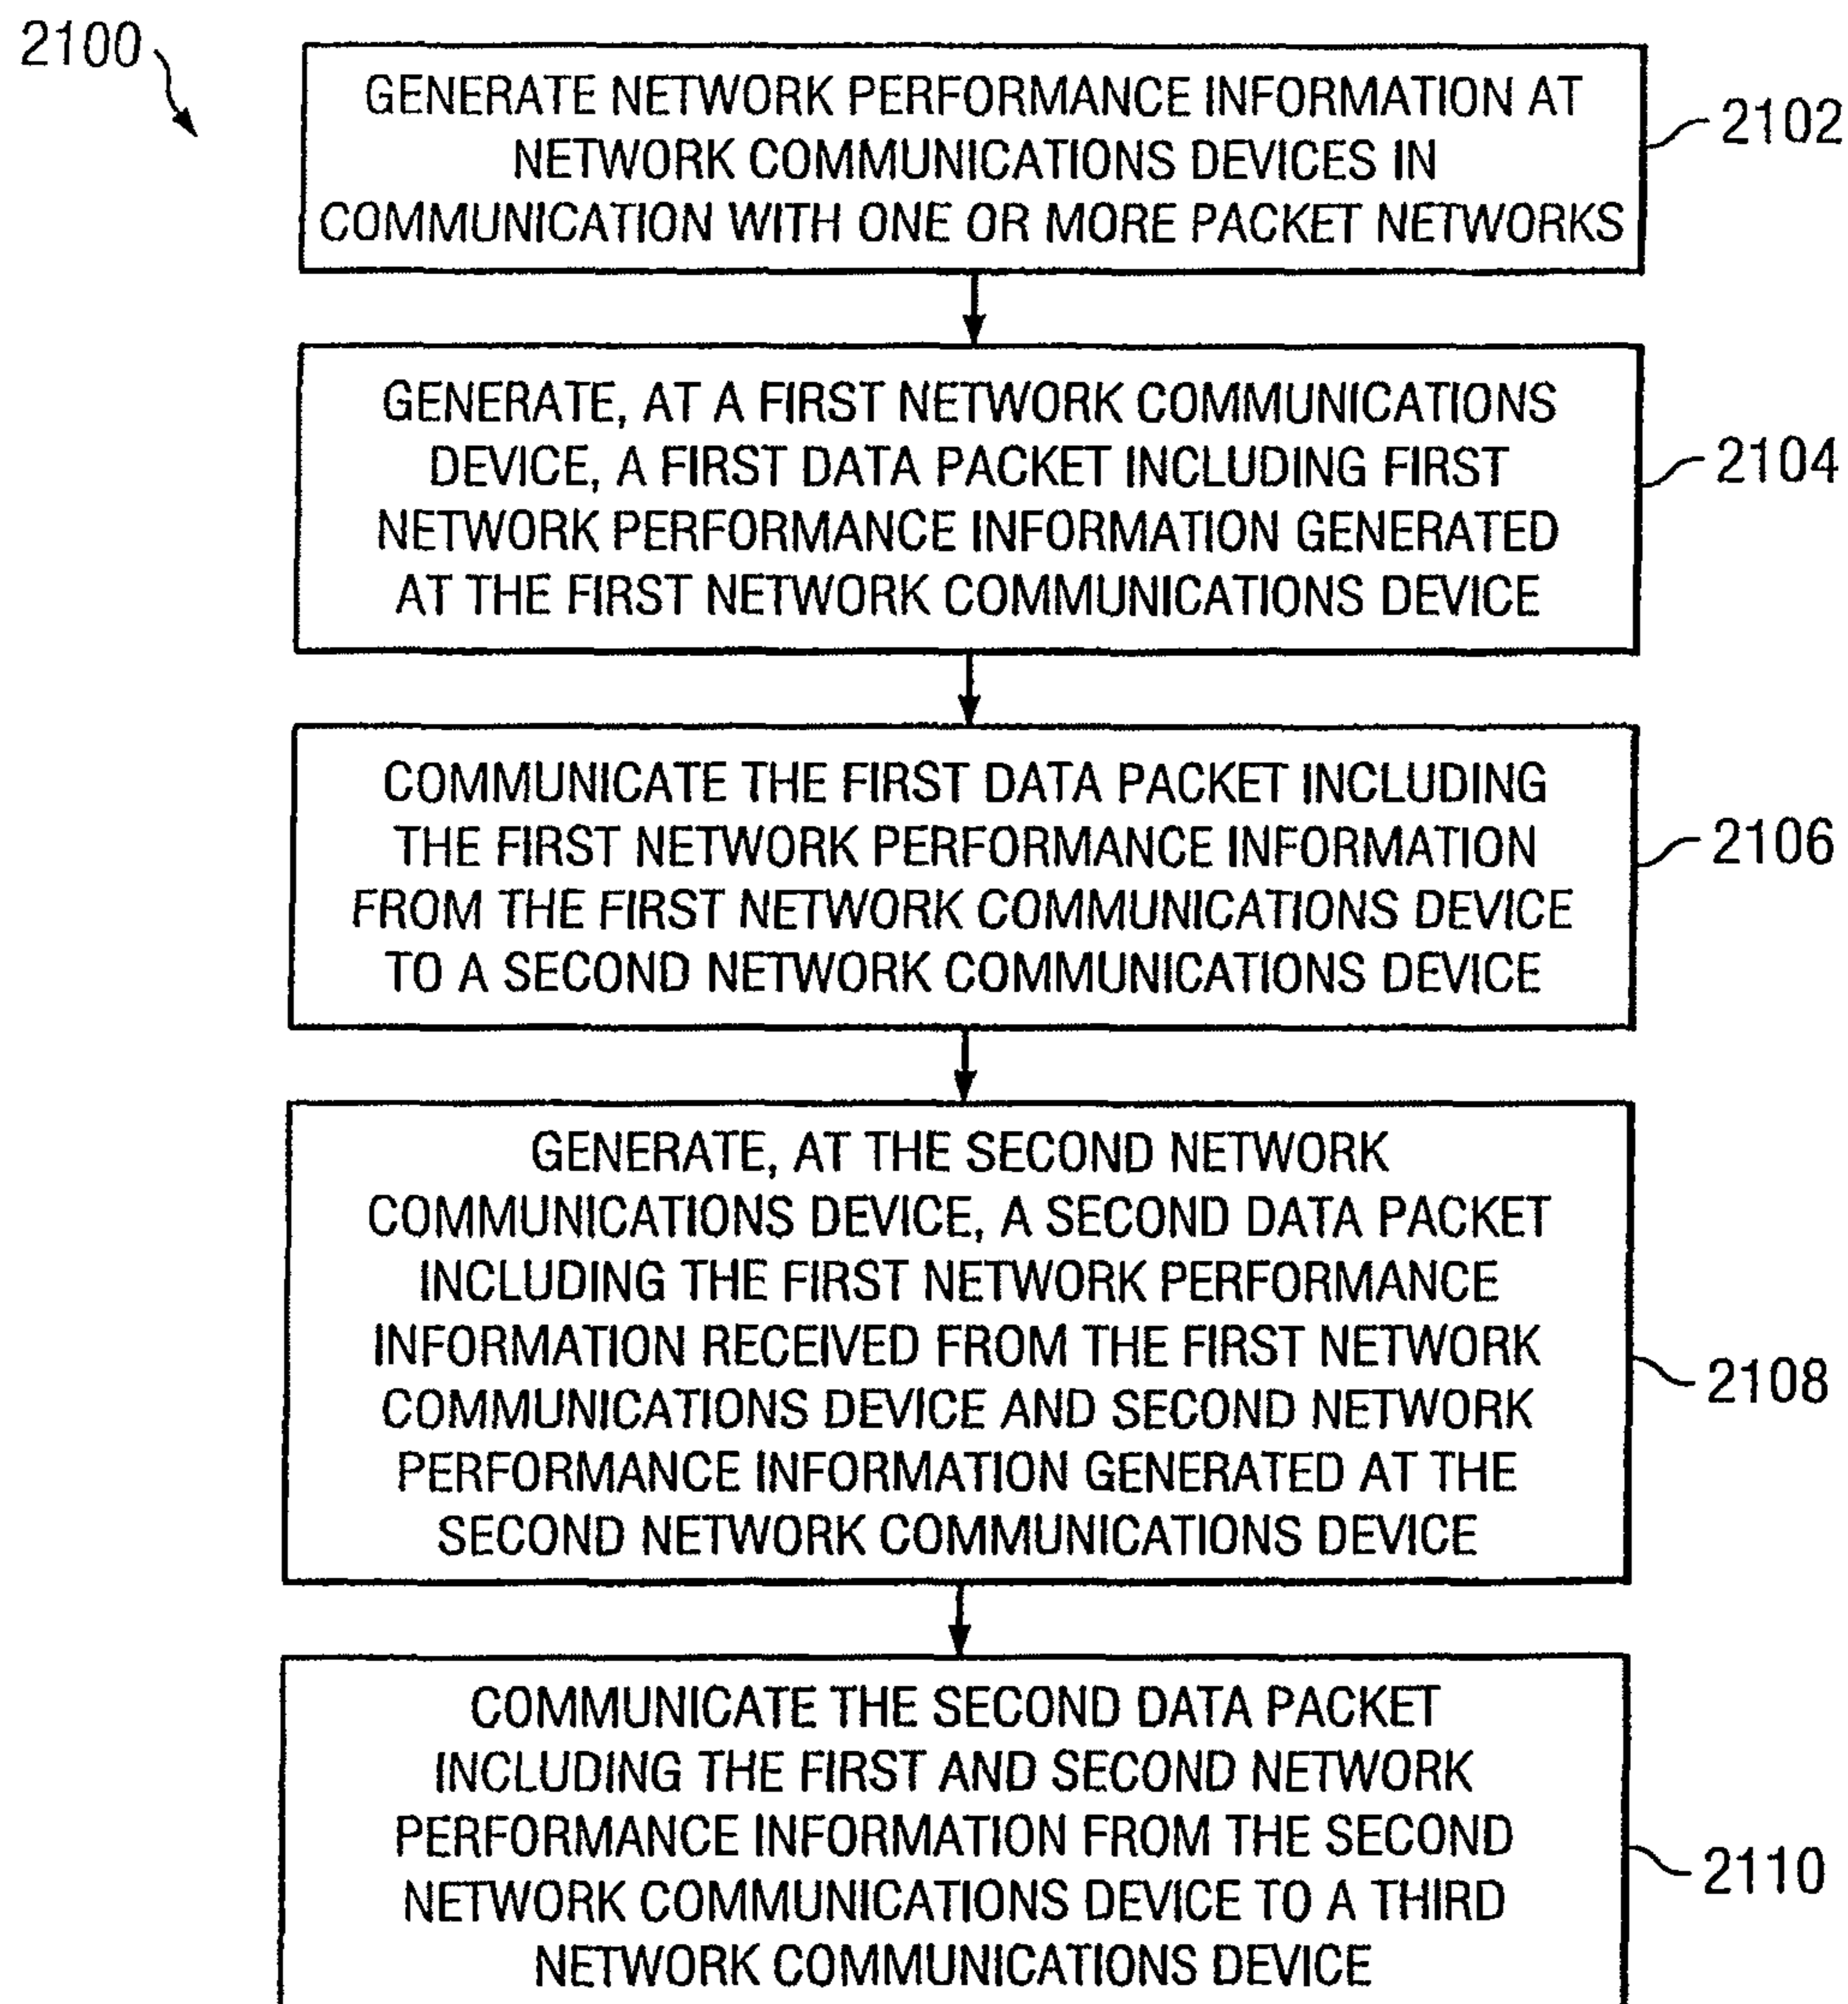 2100
GENERATE NETWORK PERFORMANCE INFORMATION AT
NETWORK COMMUNICATIONS DEVICES IN
COMMUNICATION WITH ONE OR MORE PACKET NETWORKS
2102
GENERATE, AT A FIRST NETWORK COMMUNICATIONS
DEVICE, A FIRST DATA PACKET INCLUDING FIRST
NETWORK PERFORMANCE INFORMATION GENERATED
AT THE FIRST NETWORK COMMUNICATIONS DEVICE
2104
COMMUNICATE THE FIRST DATA PACKET INCLUDING
THE FIRST NETWORK PERFORMANCE INFORMATION
FROM THE FIRST NETWORK COMMUNICATIONS DEVICE
TO A SECOND NETWORK COMMUNICATIONS DEVICE
2106
GENERATE, AT THE SECOND NETWORK
COMMUNICATIONS DEVICE, A SECOND DATA PACKET
INCLUDING THE FIRST NETWORK PERFORMANCE
INFORMATION RECEIVED FROM THE FIRST NETWORK
COMMUNICATIONS DEVICE AND SECOND NETWORK
PERFORMANCE INFORMATION GENERATED AT THE
SECOND NETWORK COMMUNICATIONS DEVICE
2108
COMMUNICATE THE SECOND DATA PACKET
INCLUDING THE FIRST AND SECOND NETWORK
PERFORMANCE INFORMATION FROM THE SECOND
NETWORK COMMUNICATIONS DEVICE TO A THIRD
NETWORK COMMUNICATIONS DEVICE
2110